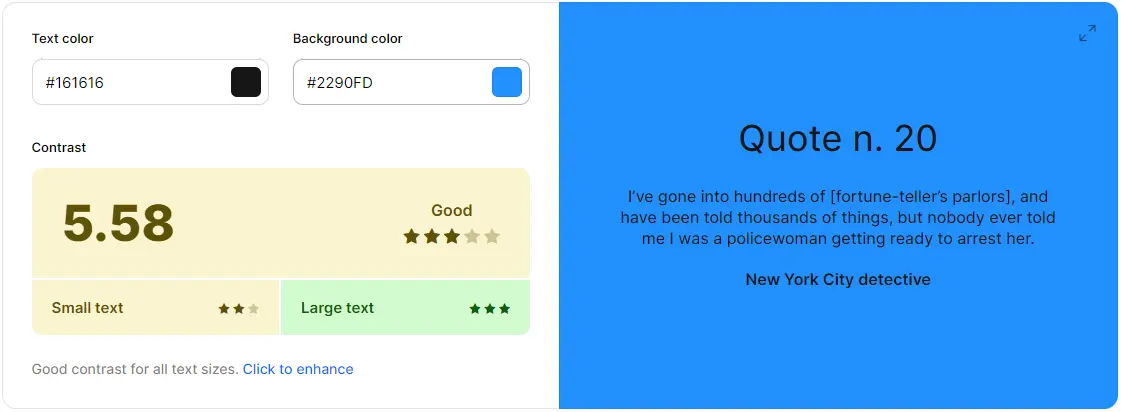 Text color
Background color
#161616
#2290FD
Contrast
5.58
Good
Small text
Large text
Good contrast for all text sizes. Click to enhance
Quote n. 20
I’ve gone into hundreds of [fortune-teller’s parlors], and
have been told thousands of things, but nobody ever told
me I was a policewoman getting ready to arrest her.
New York City detective